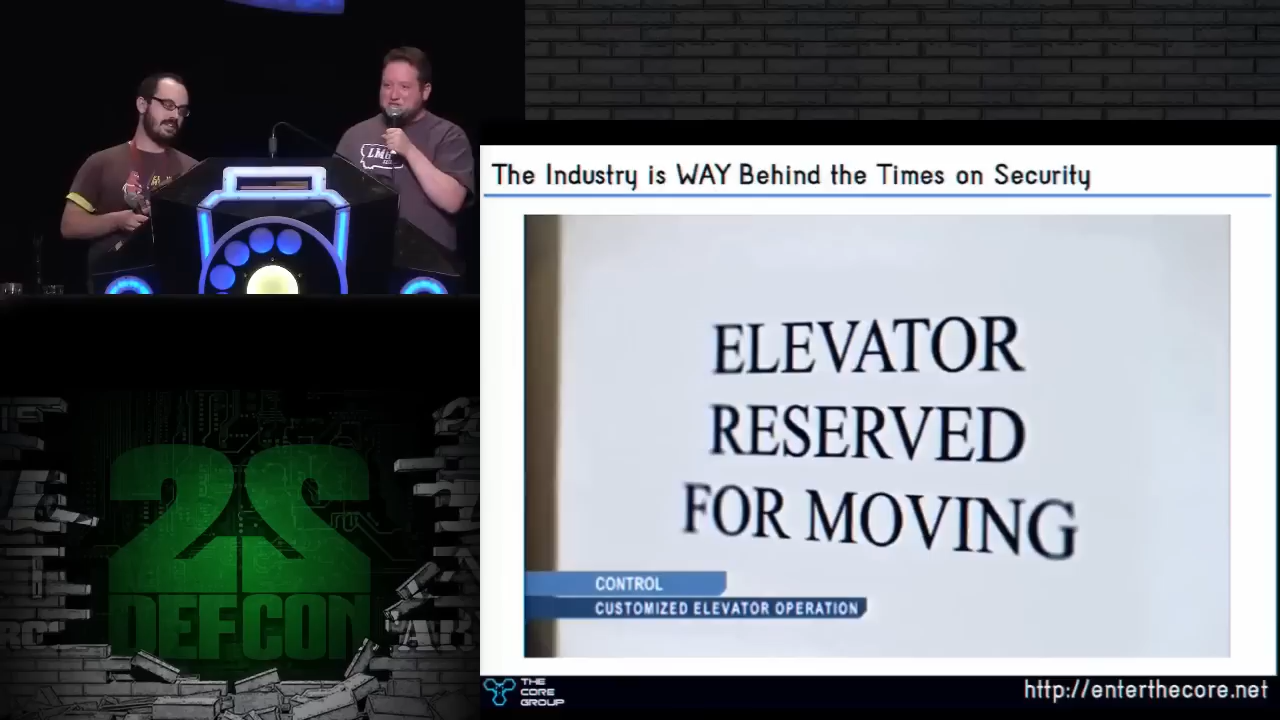 The Industry is WAY Behind the Times on Security
ELEVATOR
RESERVED
FOR MOVING
CONTROL
CUSTOMIZED ELEVATOR OPERATION
22
DEFCON
THE
CORE
GROUP
http://enterthecore.net